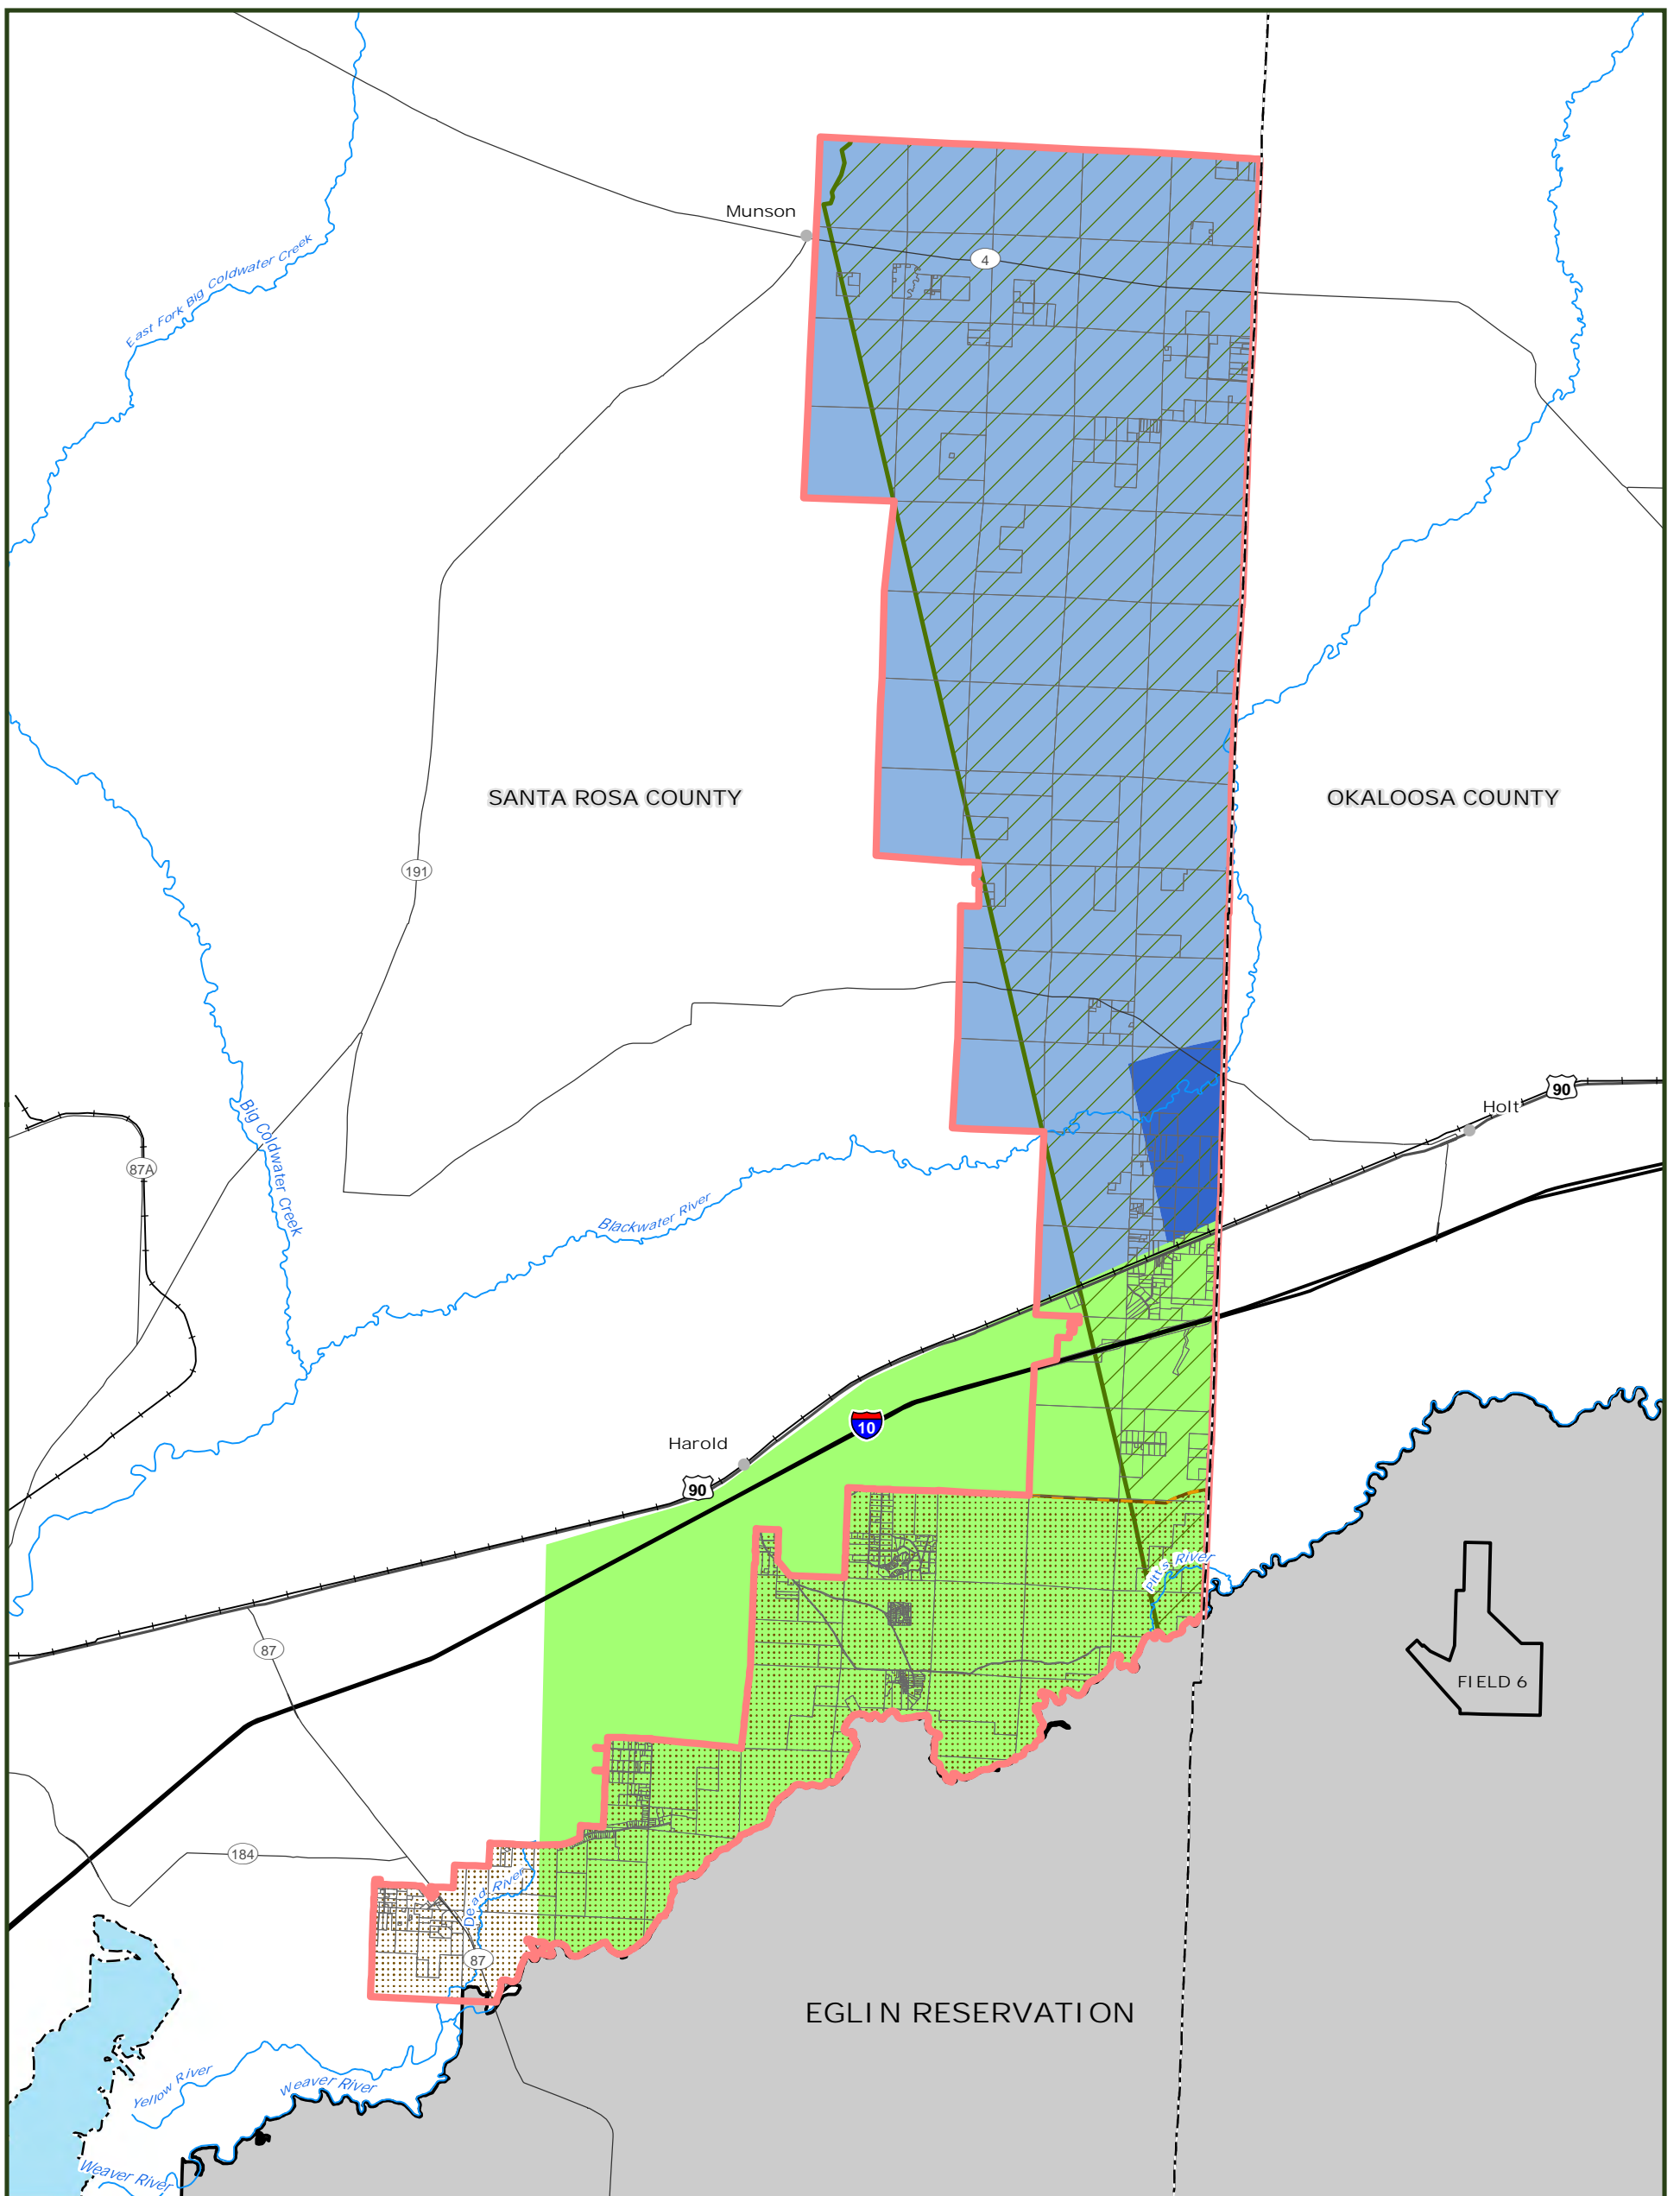 Munson
4
East Fork Big Coldwater Creek
SANTA ROSA COUNTY
OKALOOSA COUNTY
191
90
Holt
Big Coldwater Creek
87A
Blackwater River
10
Harold
90
Pitts River
87
FIELD 6
184
Dead River
87
EGLIN RESERVATION
Yellow River
Weaver River
Weaver River